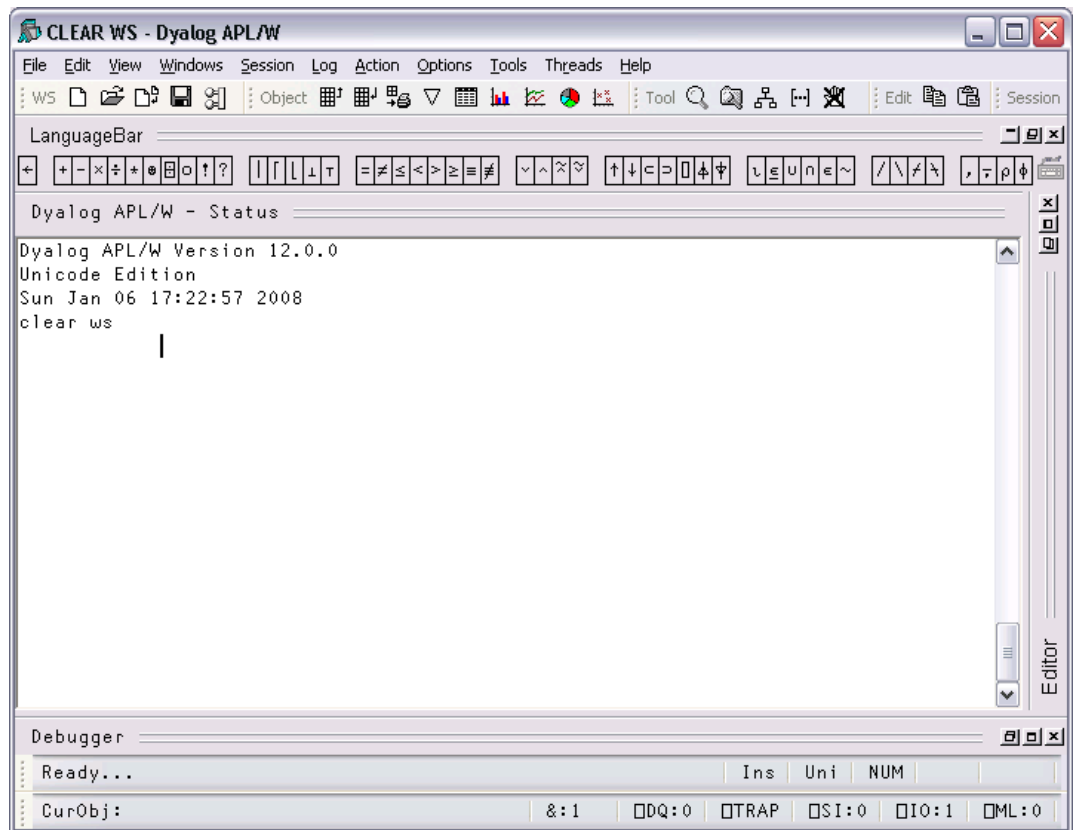 CLEAR WS - Dyalog APL/W
File Edit View Windows Session Log Action Options Tools Threads Help
WS Object Tool Edit Session
LanguageBar
← + - × ÷ * ⍟ ⌹ ○ ! ? | ⌈ ⌊ ⊥ ⊤ = ≠ ≤ < > ≥ ≡ ≢ ∨ ∧ ⍲ ⍱ ↑ ↓ ⊂ ⊃ ⌷ ⍋ ⍒ ⍳ ⍷ ∪ ∩ ∊ ~ / \ ⌿ ⍀ , ⍪ ⍴ ⌽
Dyalog APL/W - Status
Dyalog APL/W Version 12.0.0
Unicode Edition
Sun Jan 06 17:22:57 2008
clear ws
Editor
Debugger
Ready... Ins Uni NUM
CurObj: &:1 ⎕DQ:0 ⎕TRAP ⎕SI:0 ⎕IO:1 ⎕ML:0